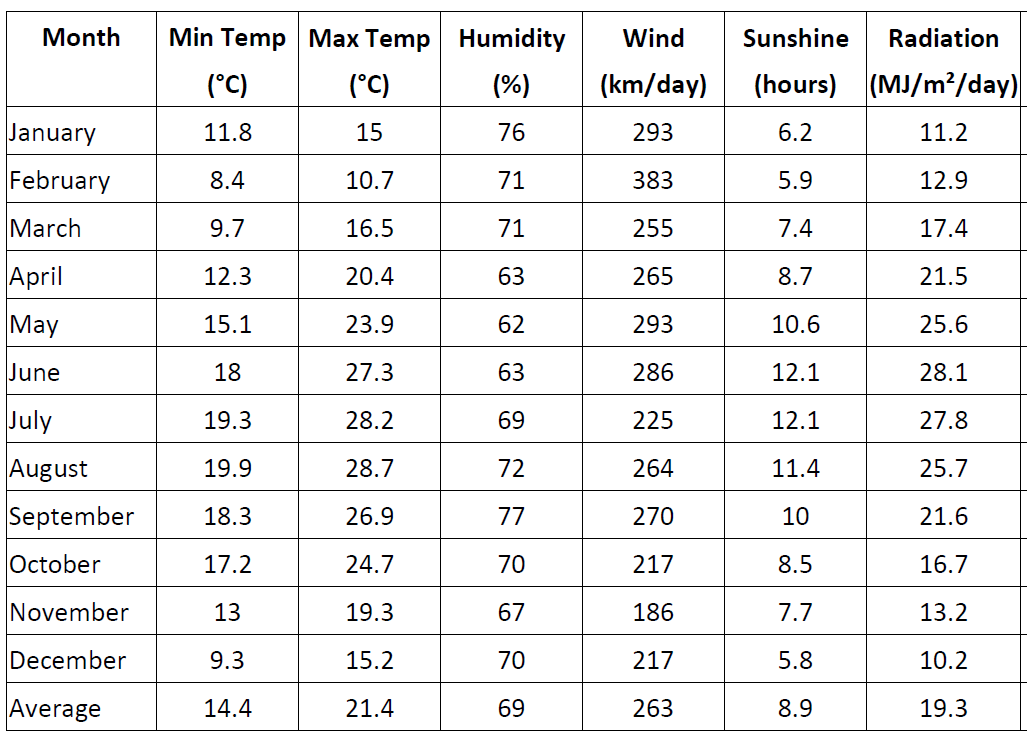 Month Min Temp (°C) Max Temp (°C) Humidity (%) Wind (km/day) Sunshine (hours) Radiation (MJ/m²/day)
January 11.8 15 76 293 6.2 11.2
February 8.4 10.7 71 383 5.9 12.9
March 9.7 16.5 71 255 7.4 17.4
April 12.3 20.4 63 265 8.7 21.5
May 15.1 23.9 62 293 10.6 25.6
June 18 27.3 63 286 12.1 28.1
July 19.3 28.2 69 225 12.1 27.8
August 19.9 28.7 72 264 11.4 25.7
September 18.3 26.9 77 270 10 21.6
October 17.2 24.7 70 217 8.5 16.7
November 13 19.3 67 186 7.7 13.2
December 9.3 15.2 70 217 5.8 10.2
Average 14.4 21.4 69 263 8.9 19.3